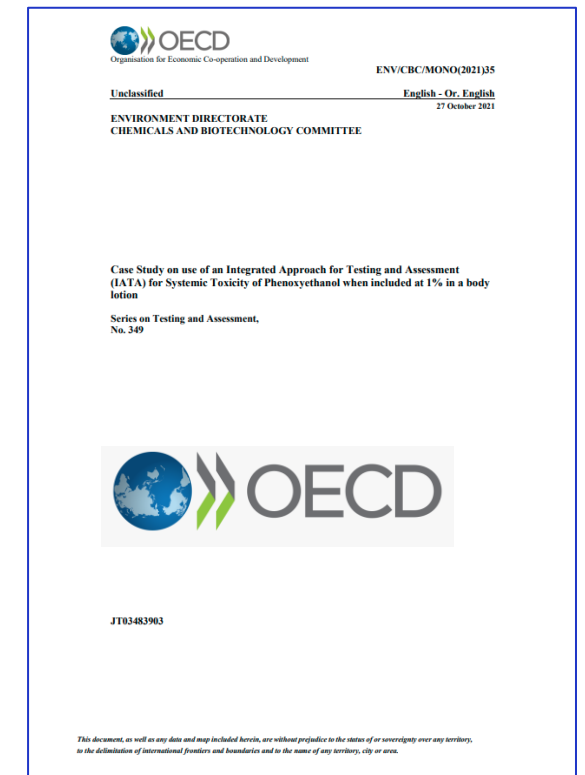 OECD
Organisation for Economic Co-operation and Development
ENV/CBC/MONO(2021)35
Unclassified English - Or. English
27 October 2021
ENVIRONMENT DIRECTORATE
CHEMICALS AND BIOTECHNOLOGY COMMITTEE
Case Study on use of an Integrated Approach for Testing and Assessment
(IATA) for Systemic Toxicity of Phenoxyethanol when included at 1% in a body
lotion
Series on Testing and Assessment,
No. 349
OECD
JT03483903
This document, as well as any data and map included herein, are without prejudice to the status of or sovereignty over any territory,
to the delimitation of international frontiers and boundaries and to the name of any territory, city or area.